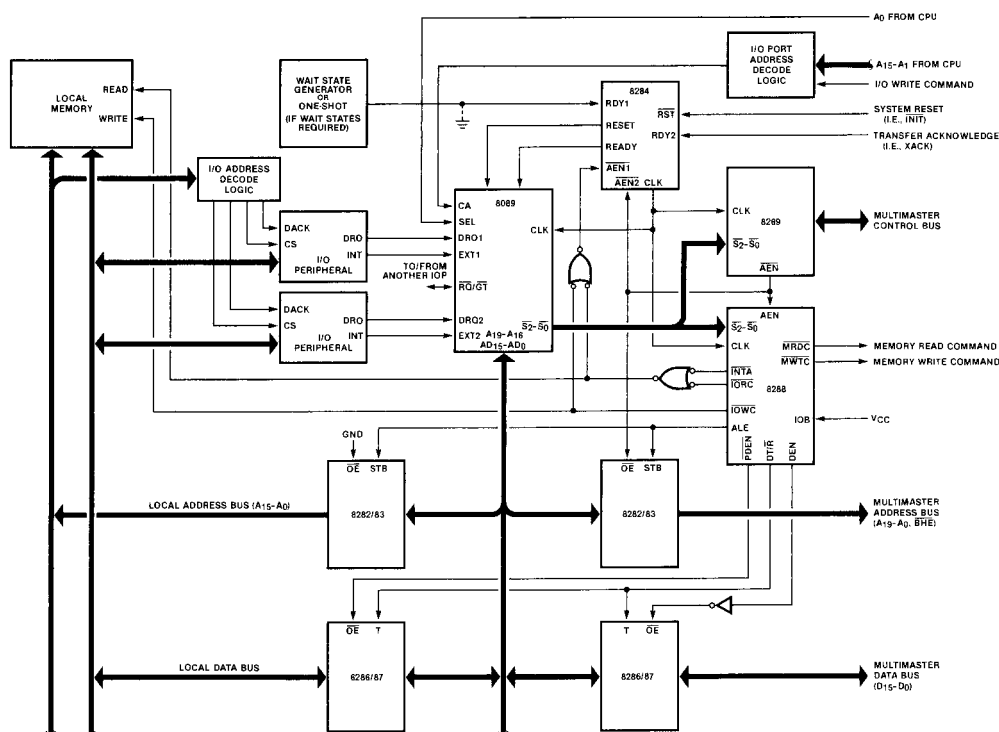 A0 FROM CPU
I/O PORT
ADDRESS
DECODE
LOGIC
A15-A1 FROM CPU
I/O WRITE COMMAND
LOCAL
MEMORY
READ
WRITE
WAIT STATE
GENERATOR
OR
ONE-SHOT
(IF WAIT STATES
REQUIRED)
8284
RDY1
RST
RESET
RDY2
READY
AEN1
AEN2 CLK
SYSTEM RESET
(I.E., INIT)
TRANSFER ACKNOWLEDGE
(I.E., XACK)
I/O ADDRESS
DECODE
LOGIC
8089
CA
SEL
DRQ1
EXT1
RQ/GT
DRQ2
EXT2
CLK
S2-S0
A19-A16
AD15-AD0
TO/FROM
ANOTHER IOP
DACK
CS
DRO
INT
I/O
PERIPHERAL
DACK
CS
DRO
INT
I/O
PERIPHERAL
CLK
8289
S2-S0
AEN
MULTIMASTER
CONTROL BUS
AEN
S2-S0
CLK
MRDC
MWTC
INTA
IORC
8288
IOWC
IOB
ALE
PDEN
DT/R
DEN
MEMORY READ COMMAND
MEMORY WRITE COMMAND
VCC
GND
OE STB
8282/83
LOCAL ADDRESS BUS (A15-A0)
OE STB
8282/83
MULTIMASTER
ADDRESS BUS
(A19-A0, BHE)
OE T
8286/87
LOCAL DATA BUS
T OE
8286/87
MULTIMASTER
DATA BUS
(D15-D0)